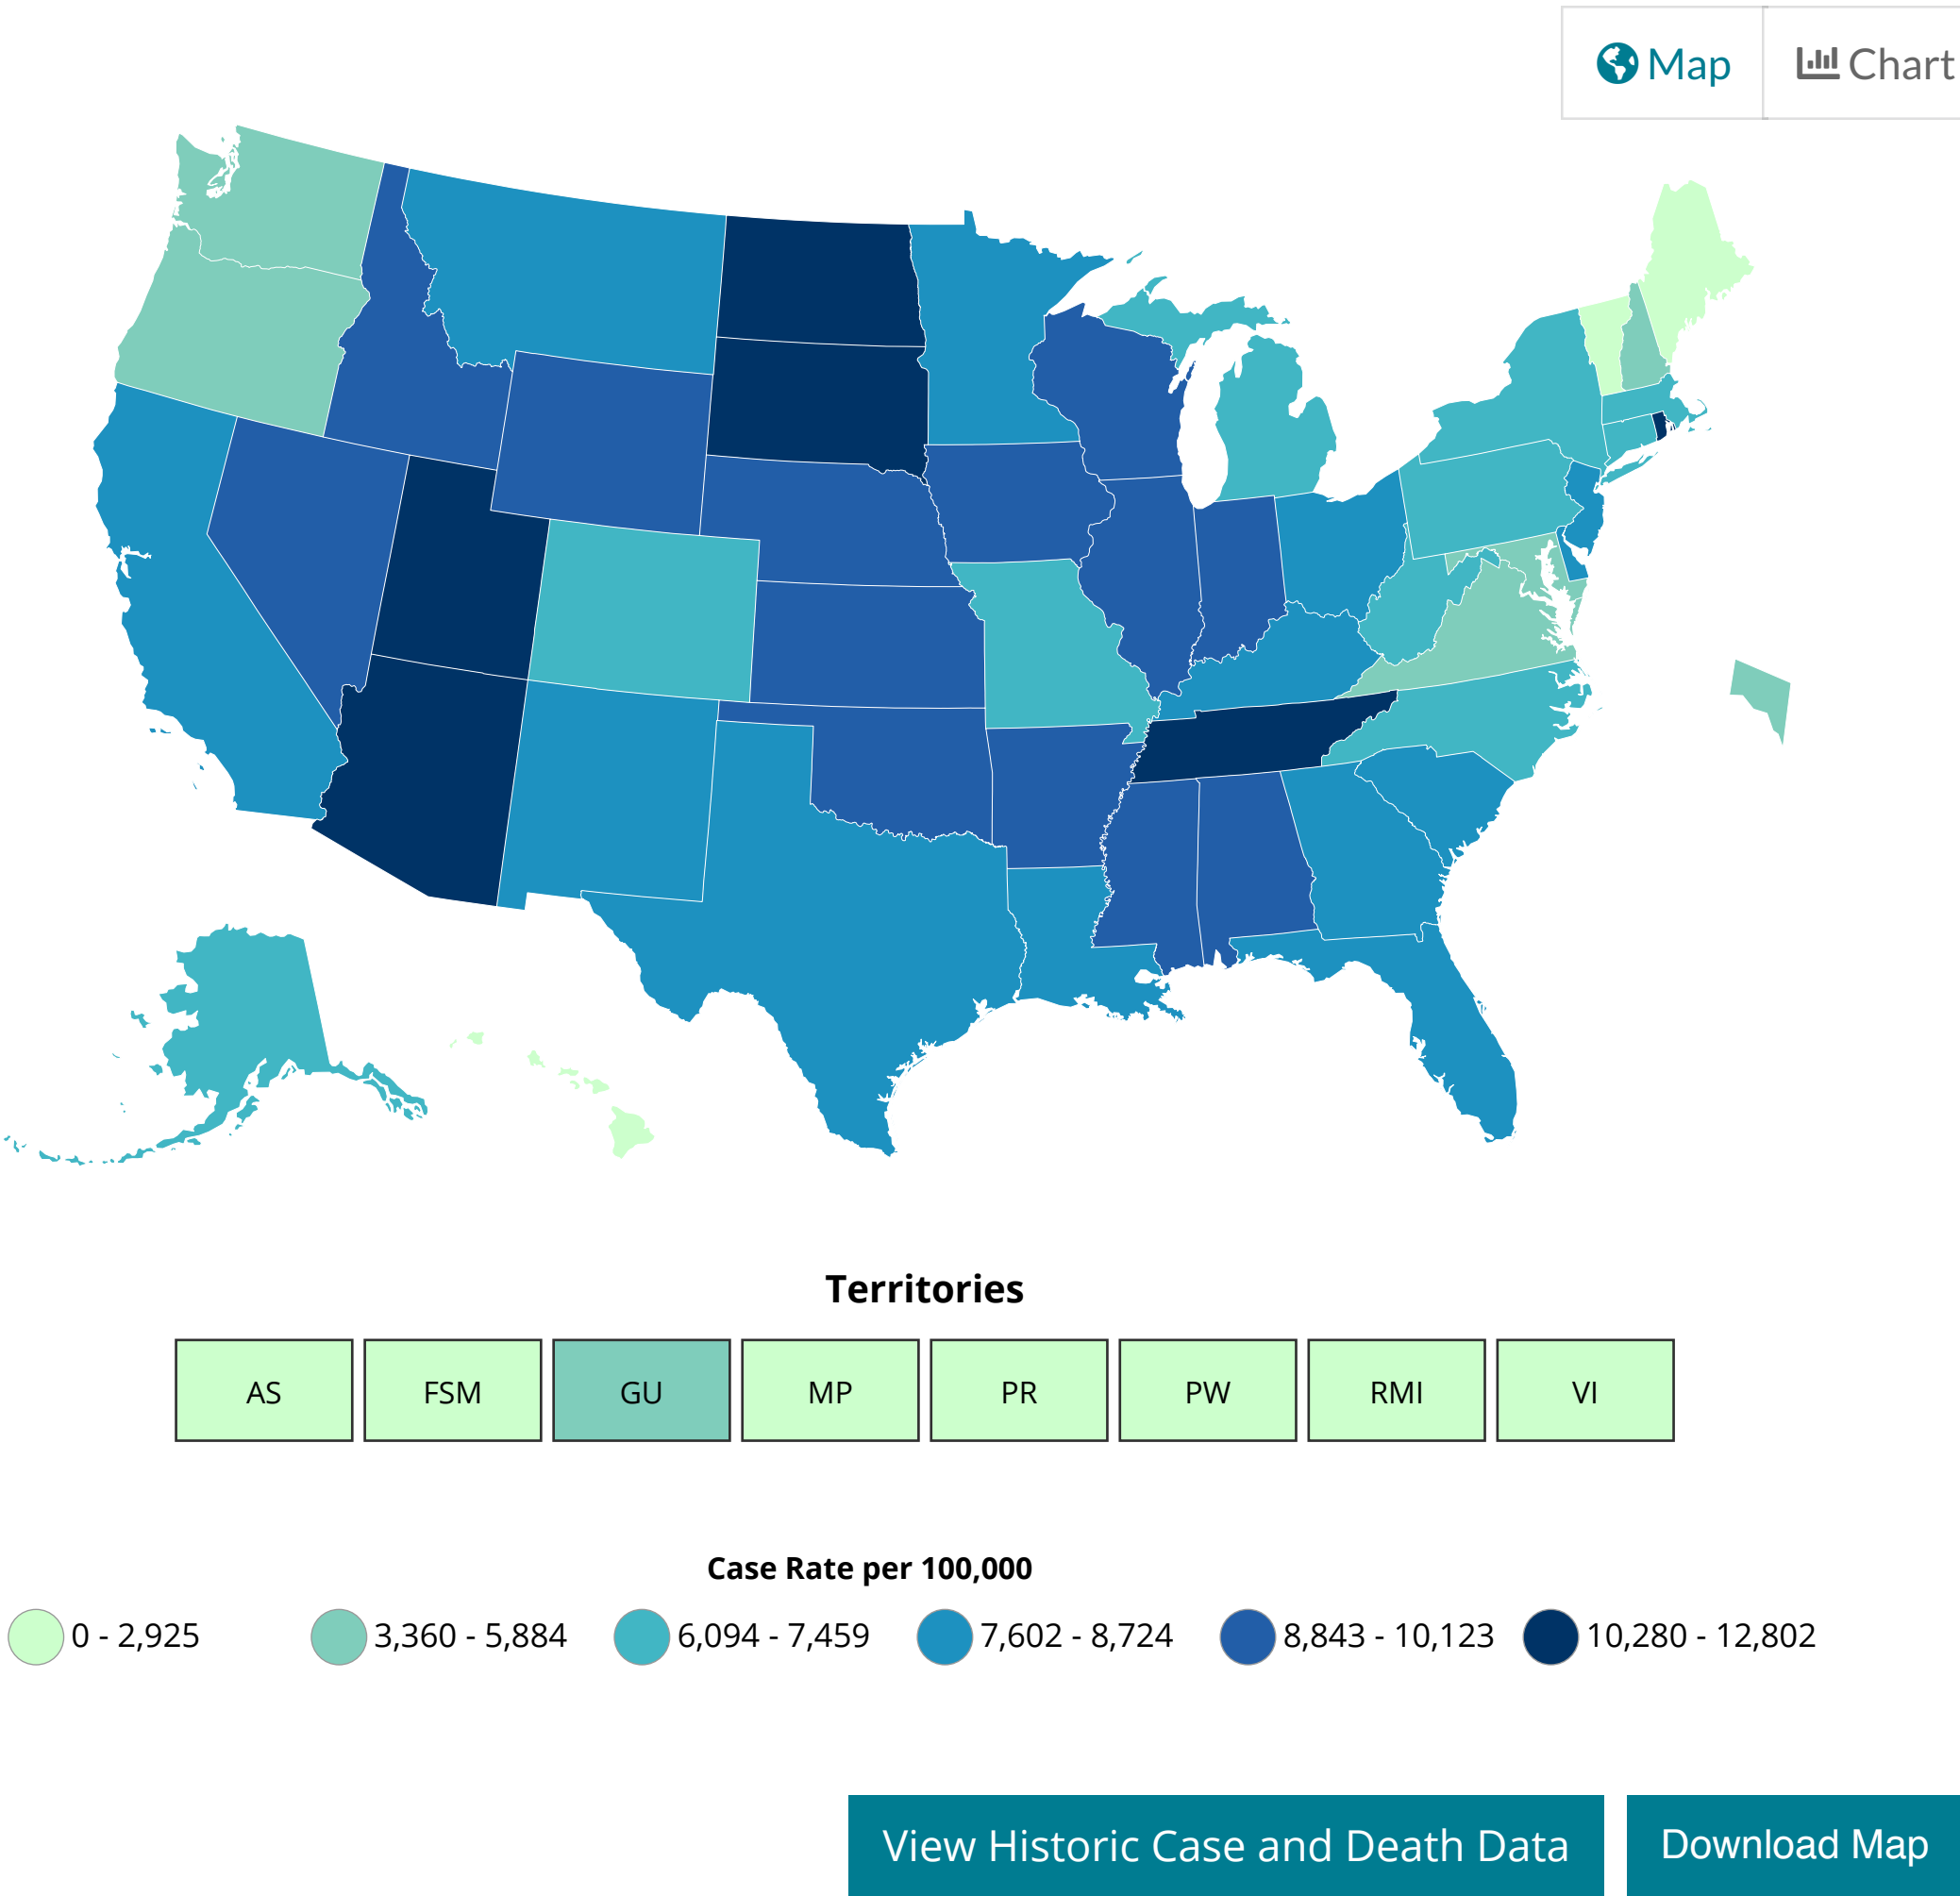 Map Chart
Territories
AS FSM GU MP PR PW RMI VI
Case Rate per 100,000
0 - 2,925 3,360 - 5,884 6,094 - 7,459 7,602 - 8,724 8,843 - 10,123 10,280 - 12,802
View Historic Case and Death Data Download Map